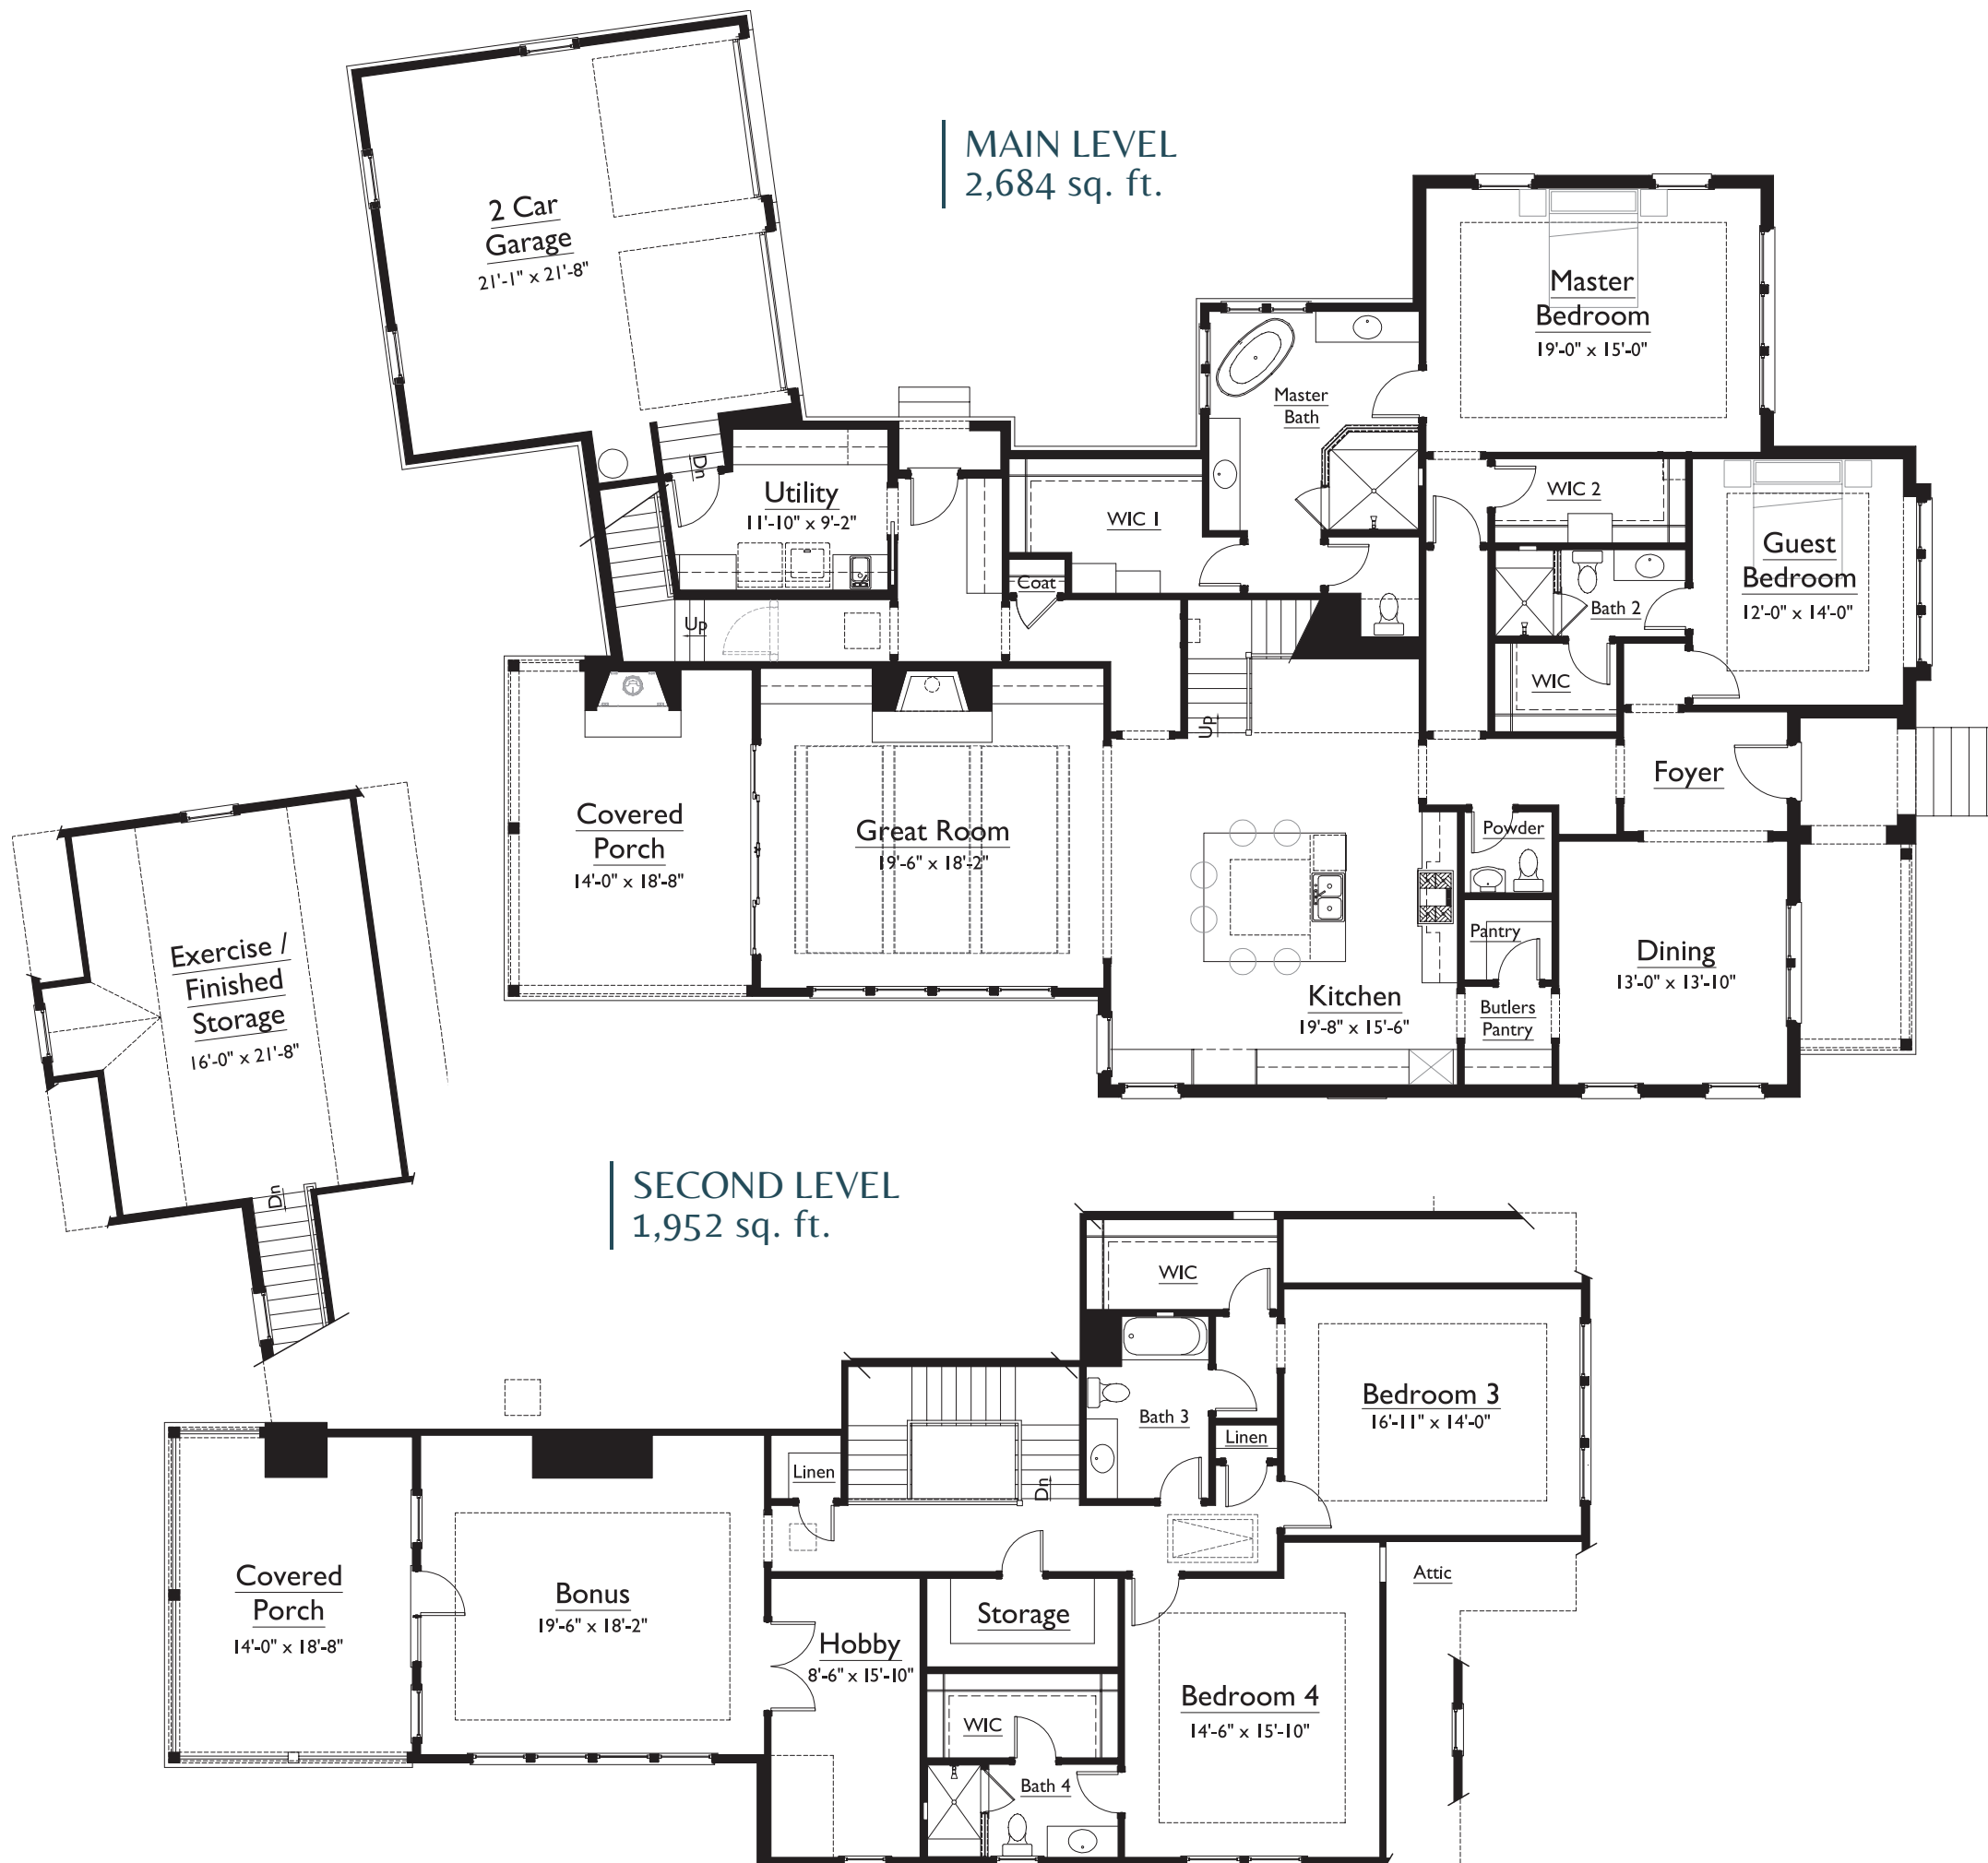 MAIN LEVEL
2,684 sq. ft.
2 Car
Garage
21'-1" x 21'-8"
Master
Bedroom
19'-0" x 15'-0"
Master
Bath
Dn
Utility
11'-10" x 9'-2"
WIC 1
WIC 2
Guest
Bedroom
12'-0" x 14'-0"
Coat
Bath 2
Up
WIC
Up
Foyer
Covered
Porch
14'-0" x 18'-8"
Great Room
19'-6" x 18'-2"
Powder
Pantry
Dining
13'-0" x 13'-10"
Kitchen
19'-8" x 15'-6"
Butlers
Pantry
Exercise /
Finished
Storage
16'-0" x 21'-8"
Dn
SECOND LEVEL
1,952 sq. ft.
WIC
Bedroom 3
16'-11" x 14'-0"
Bath 3
Linen
Linen
Dn
Covered
Porch
14'-0" x 18'-8"
Bonus
19'-6" x 18'-2"
Attic
Storage
Hobby
8'-6" x 15'-10"
Bedroom 4
14'-6" x 15'-10"
WIC
Bath 4